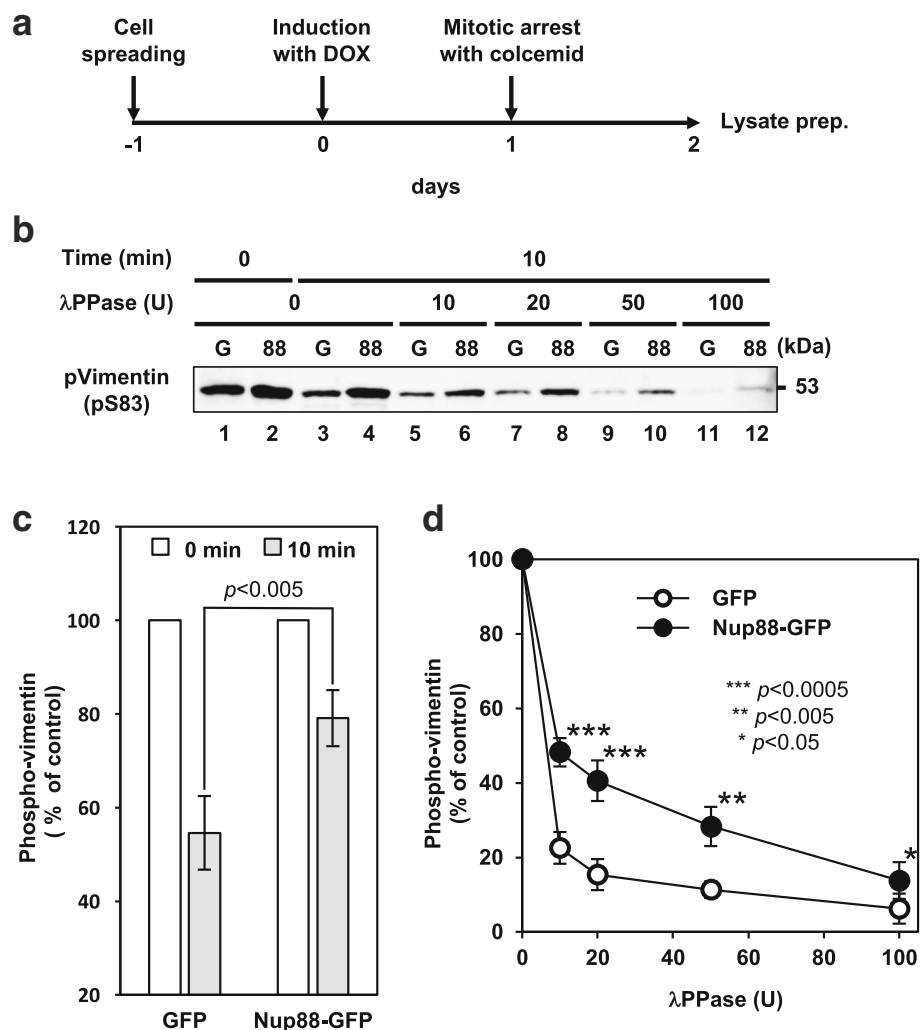 a
Cell spreading
Induction with DOX
Mitotic arrest with colcemid
-1 0 1 2
Lysate prep.
days
b
Time (min) 0 10
λPPase (U) 0 10 20 50 100
G 88 G 88 G 88 G 88 G 88 G 88 (kDa)
pVimentin
(pS83)
53
1 2 3 4 5 6 7 8 9 10 11 12
c
Phospho-vimentin
( % of control)
120
100
80
60
40
20
0 min 10 min
p<0.005
GFP Nup88-GFP
d
Phospho-vimentin
(% of control)
100
80
60
40
20
0
GFP
Nup88-GFP
*** p<0.0005
** p<0.005
* p<0.05
***
***
**
*
0 20 40 60 80 100
λPPase (U)